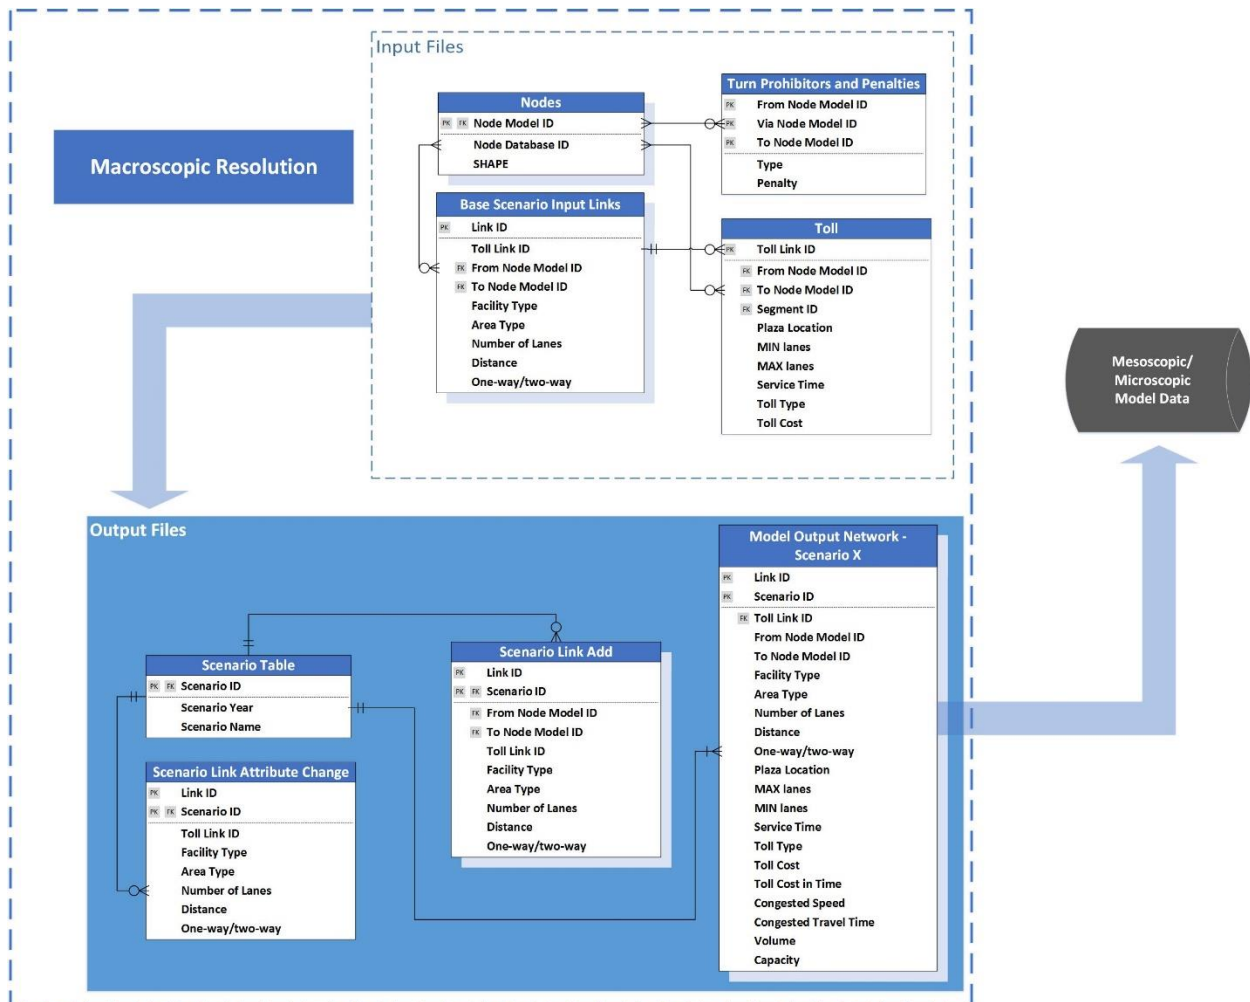 Input Files
Macroscopic Resolution
Nodes
PK FK Node Model ID
Node Database ID
SHAPE
Turn Prohibitors and Penalties
PK From Node Model ID
PK Via Node Model ID
PK To Node Model ID
Type
Penalty
Base Scenario Input Links
PK Link ID
Toll Link ID
FK From Node Model ID
FK To Node Model ID
Facility Type
Area Type
Number of Lanes
Distance
One-way/two-way
Toll
PK Toll Link ID
FK From Node Model ID
FK To Node Model ID
FK Segment ID
Plaza Location
MIN lanes
MAX lanes
Service Time
Toll Type
Toll Cost
Mesoscopic/
Microscopic
Model Data
Output Files
Scenario Table
PK FK Scenario ID
Scenario Year
Scenario Name
Scenario Link Attribute Change
PK Link ID
PK FK Scenario ID
Toll Link ID
Facility Type
Area Type
Number of Lanes
Distance
One-way/two-way
Scenario Link Add
PK Link ID
PK FK Scenario ID
FK From Node Model ID
FK To Node Model ID
Toll Link ID
Facility Type
Area Type
Number of Lanes
Distance
One-way/two-way
Model Output Network -
Scenario X
PK Link ID
PK Scenario ID
FK Toll Link ID
From Node Model ID
To Node Model ID
Facility Type
Area Type
Number of Lanes
Distance
One-way/two-way
Plaza Location
MAX lanes
MIN lanes
Service Time
Toll Type
Toll Cost
Toll Cost in Time
Congested Speed
Congested Travel Time
Volume
Capacity